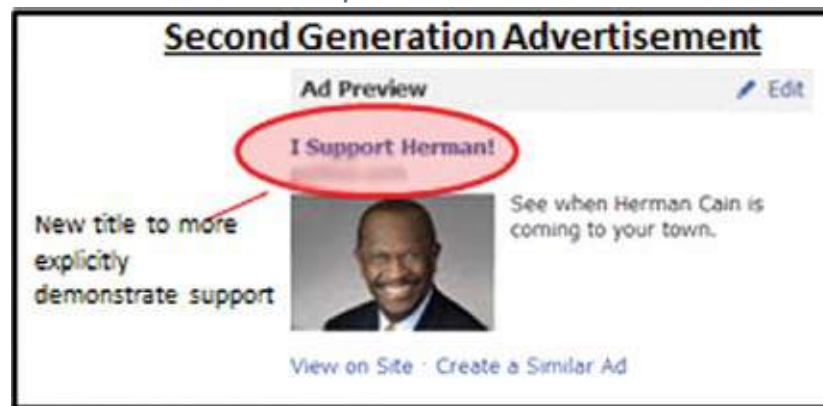 Second Generation Advertisement
Ad Preview
Edit
I Support Herman!
See when Herman Cain is
coming to your town.
New title to more
explicitly
demonstrate support
View on Site · Create a Similar Ad